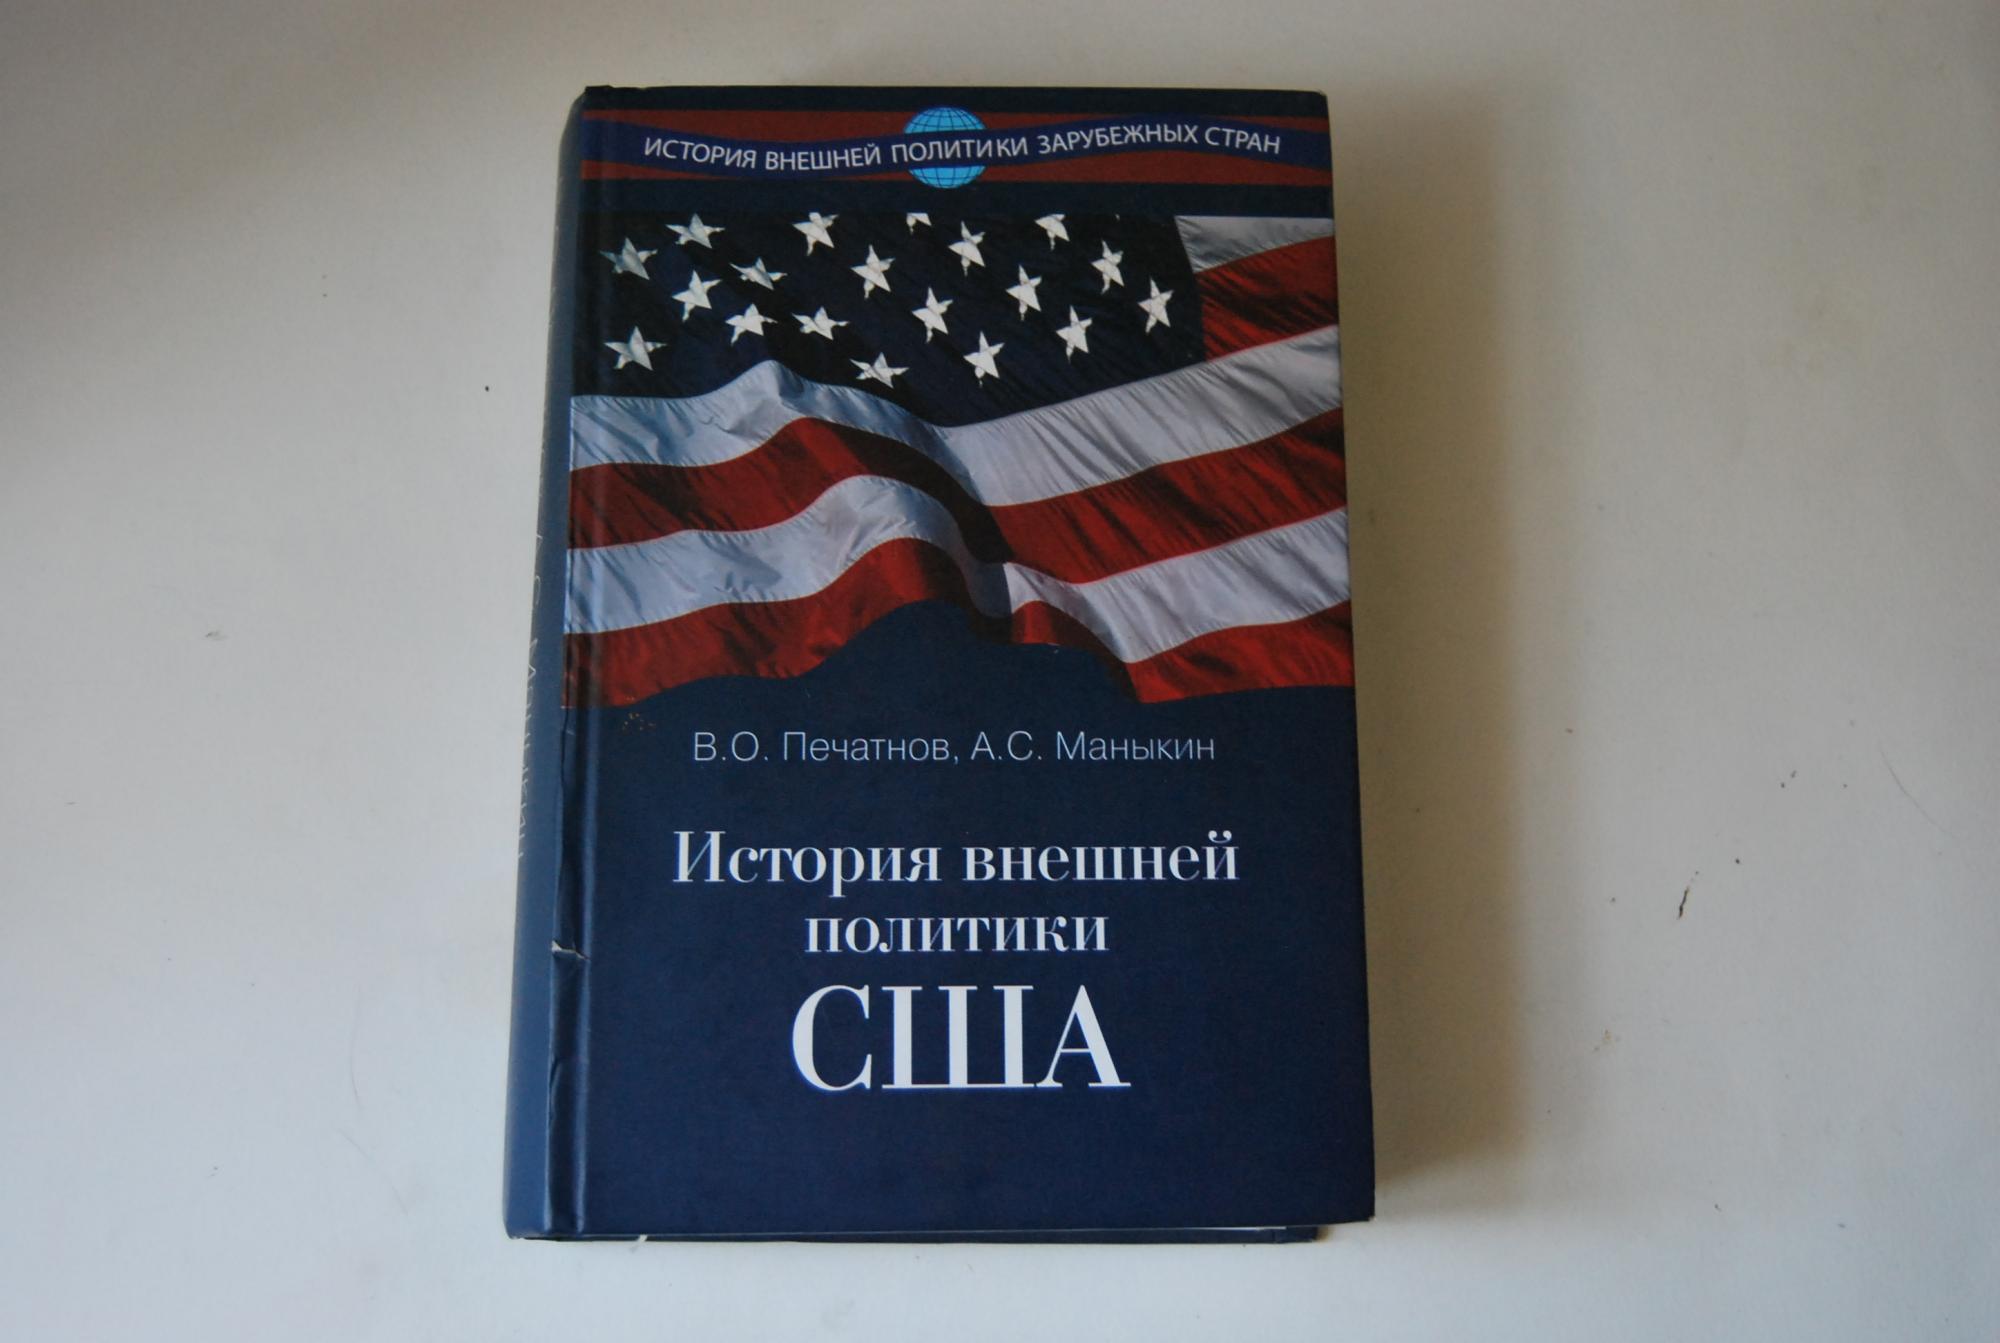 ИСТОРИЯ ВНЕШНЕЙ ПОЛИТИКИ ЗАРУБЕЖНЫХ СТРАН
В.О. Печатнов, А.С. Маныкин
История внешней
политики
США